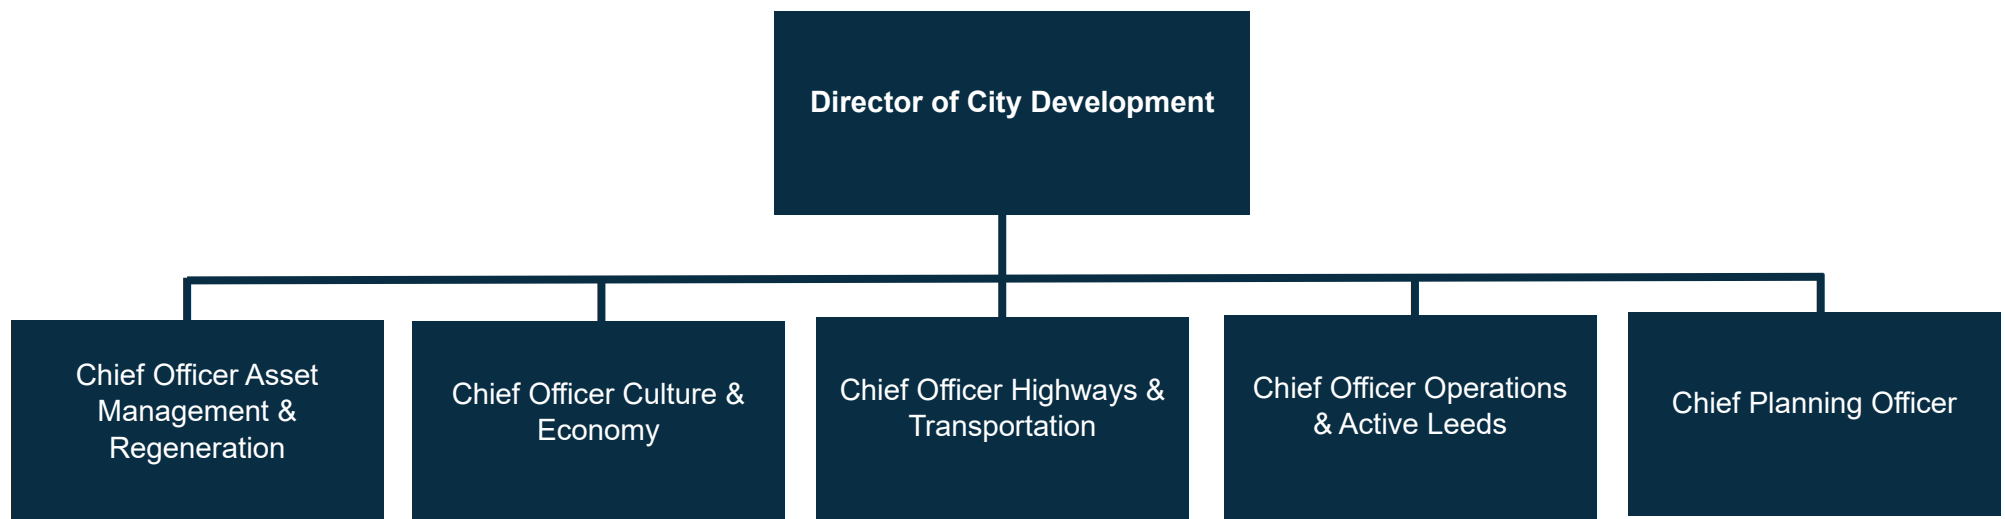 Director of City Development
Chief Officer Asset
Management &
Regeneration
Chief Officer Culture &
Economy
Chief Officer Highways &
Transportation
Chief Officer Operations
& Active Leeds
Chief Planning Officer